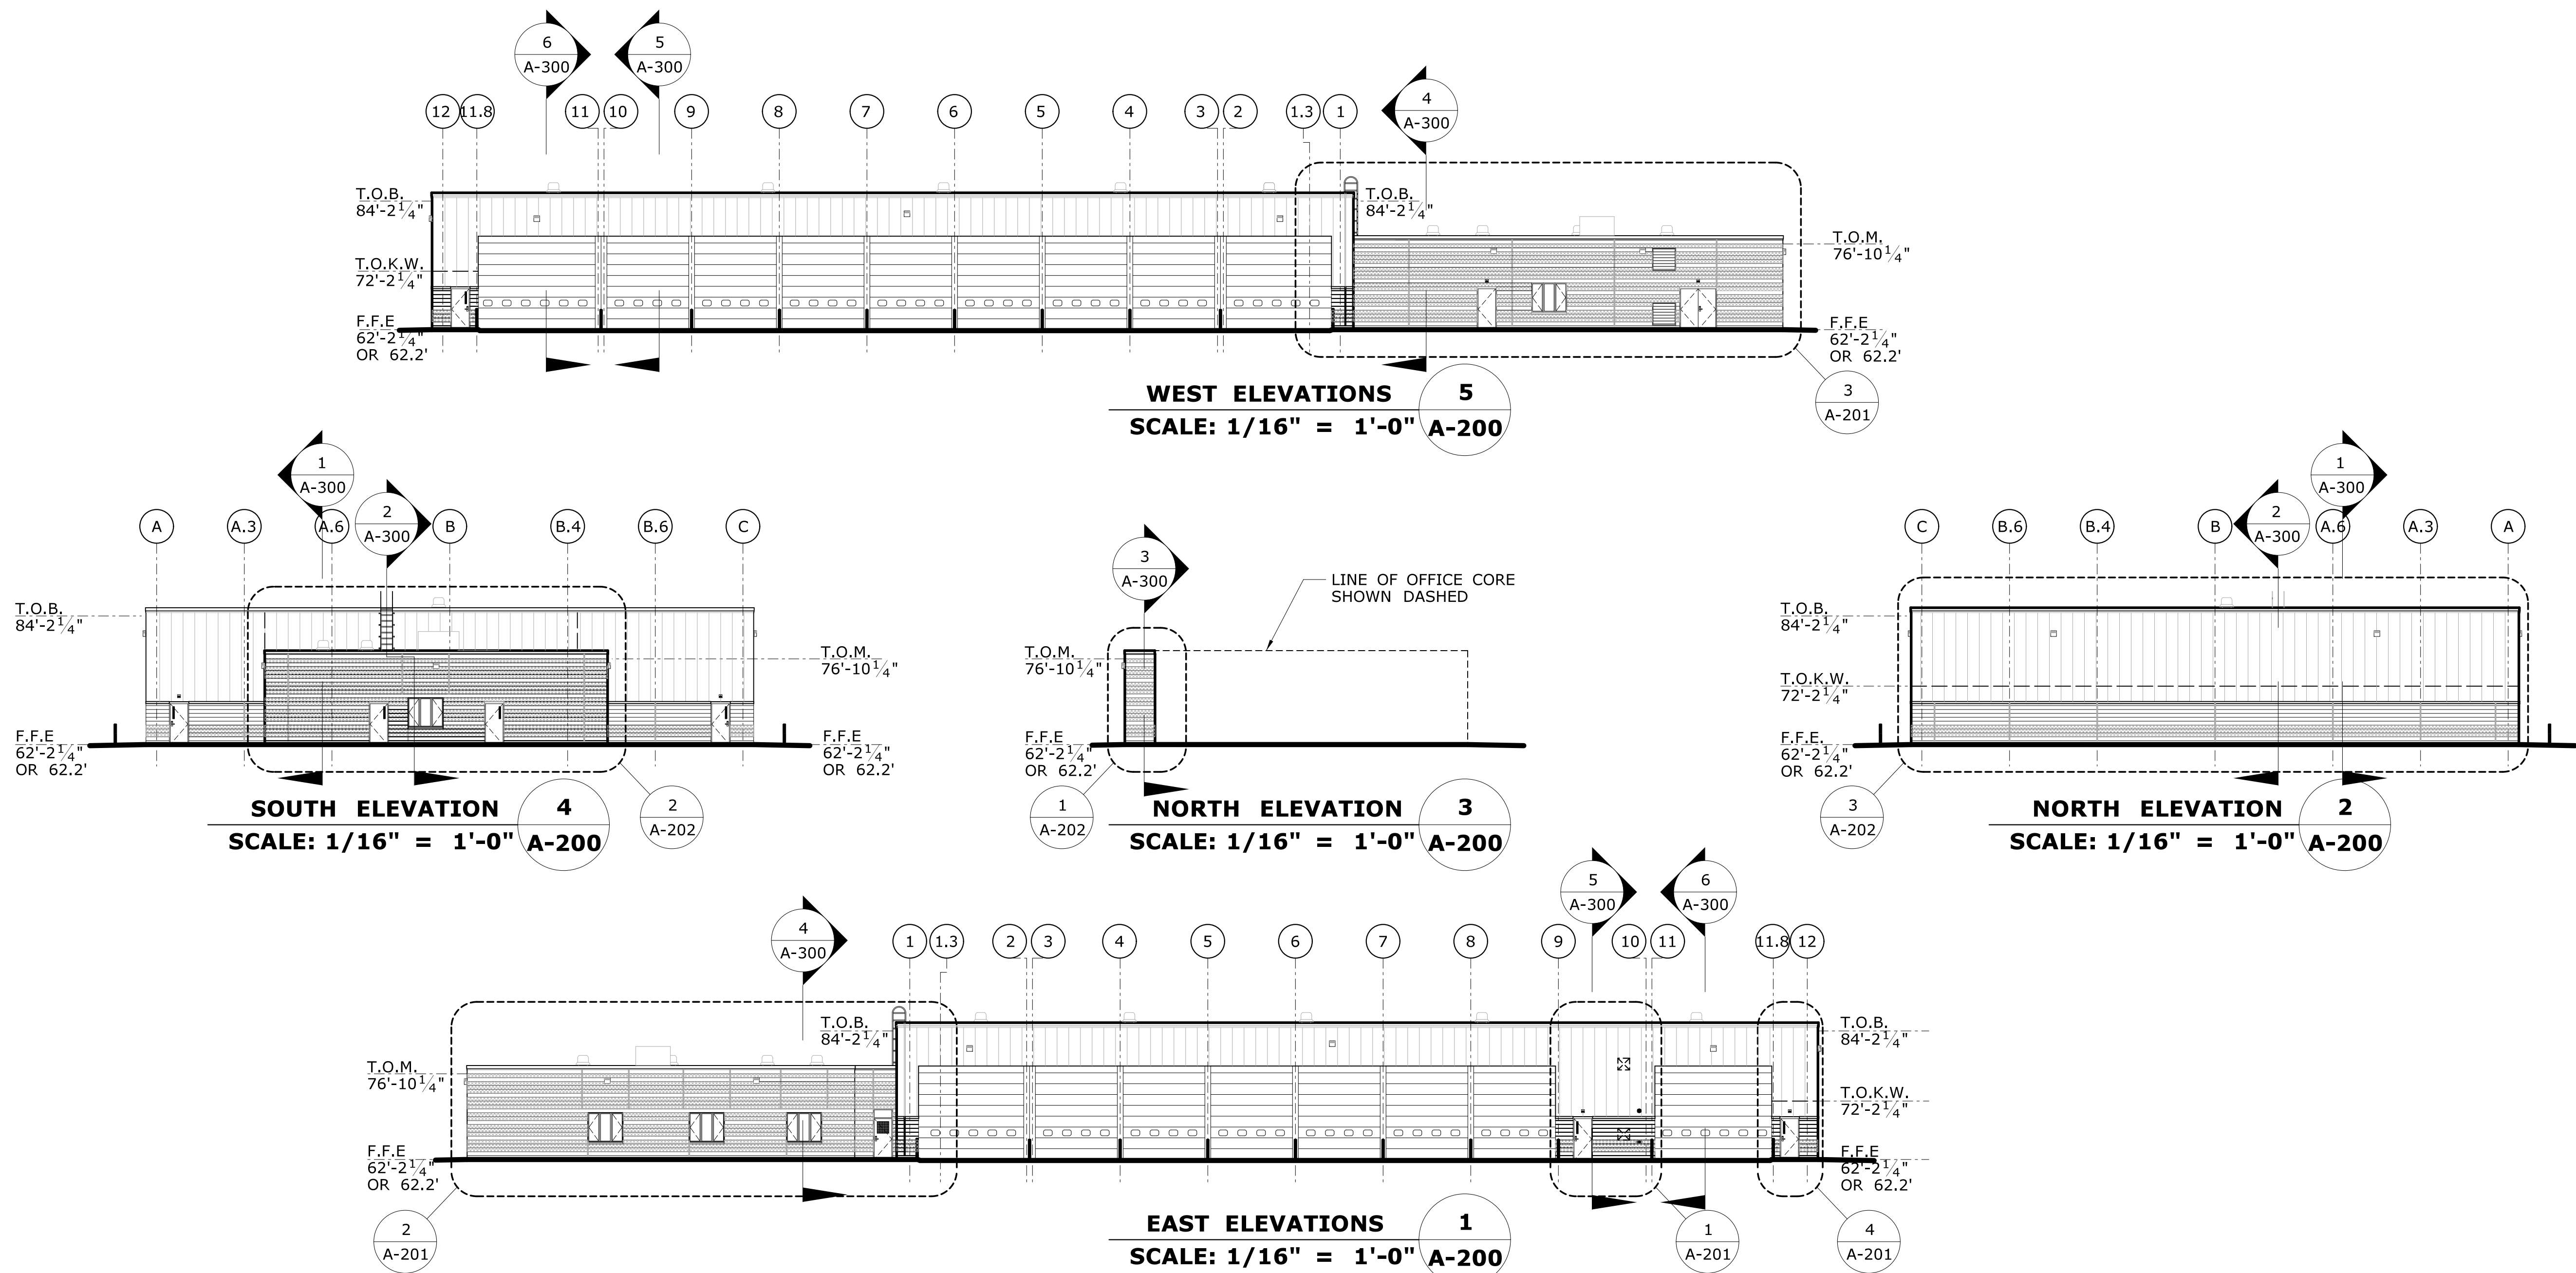 6
A-300
5
A-300
4
A-300
12 11.8 11 10 9 8 7 6 5 4 3 2 1.3 1
T.O.B.
84'-2 1/4"
T.O.K.W.
72'-2 1/4"
F.F.E
62'-2 1/4"
OR 62.2'
T.O.B.
84'-2 1/4"
T.O.M.
76'-10 1/4"
F.F.E
62'-2 1/4"
OR 62.2'
3
A-201
WEST ELEVATIONS
SCALE: 1/16" = 1'-0"
5
A-200
1
A-300
2
A-300
A A.3 A.6 B B.4 B.6 C
T.O.B.
84'-2 1/4"
F.F.E
62'-2 1/4"
OR 62.2'
T.O.M.
76'-10 1/4"
F.F.E
62'-2 1/4"
OR 62.2'
SOUTH ELEVATION
SCALE: 1/16" = 1'-0"
4
A-200
2
A-202
3
A-300
LINE OF OFFICE CORE
SHOWN DASHED
T.O.M.
76'-10 1/4"
F.F.E
62'-2 1/4"
OR 62.2'
1
A-202
NORTH ELEVATION
SCALE: 1/16" = 1'-0"
3
A-200
1
A-300
2
A-300
C B.6 B.4 B A.6 A.3 A
T.O.B.
84'-2 1/4"
T.O.K.W.
72'-2 1/4"
F.F.E.
62'-2 1/4"
OR 62.2'
3
A-202
NORTH ELEVATION
SCALE: 1/16" = 1'-0"
2
A-200
4
A-300
5
A-300
6
A-300
1 1.3 2 3 4 5 6 7 8 9 10 11 11.8 12
T.O.B.
84'-2 1/4"
T.O.M.
76'-10 1/4"
F.F.E
62'-2 1/4"
OR 62.2'
T.O.B.
84'-2 1/4"
T.O.K.W.
72'-2 1/4"
F.F.E
62'-2 1/4"
OR 62.2'
2
A-201
1
A-201
4
A-201
EAST ELEVATIONS
SCALE: 1/16" = 1'-0"
1
A-200